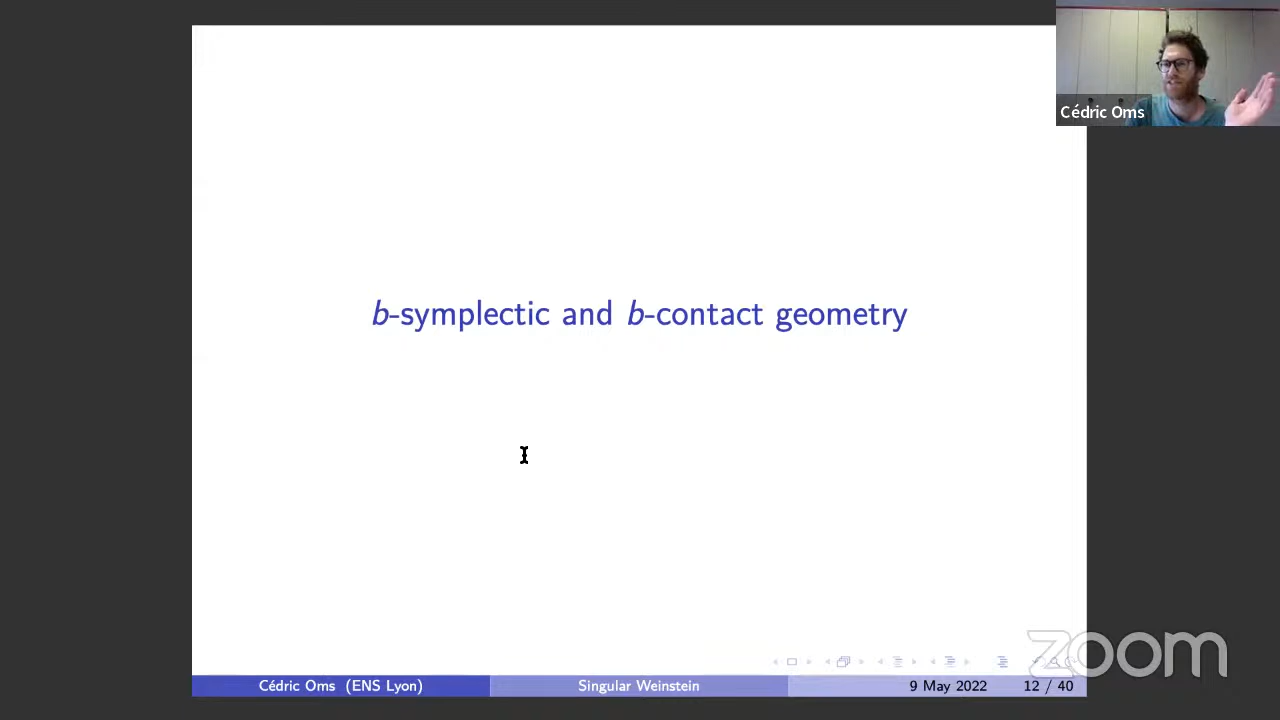 Cédric Oms
b-symplectic and b-contact geometry
zoom
Cédric Oms (ENS Lyon)
Singular Weinstein
9 May 2022
12 / 40